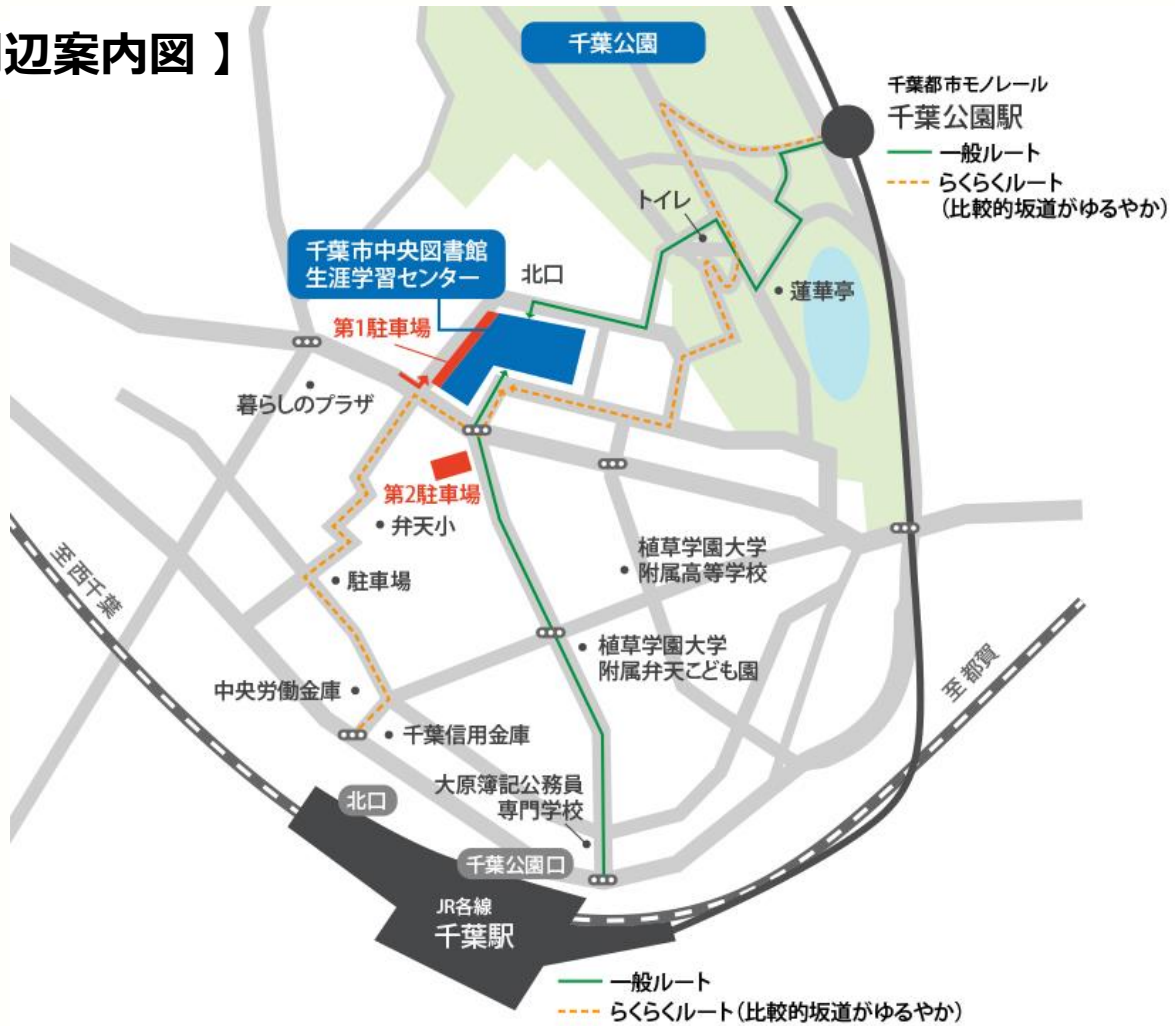 辺案内図 】
千葉公園
千葉都市モノレール
千葉公園駅
一般ルート
らくらくルート
(比較的坂道がゆるやか)
トイレ
千葉市中央図書館
生涯学習センター
北口
蓮華亭
第1駐車場
暮らしのプラザ
第2駐車場
弁天小
植草学園大学
附属高等学校
至西千葉
駐車場
植草学園大学
附属弁天こども園
至都賀
中央労働金庫
千葉信用金庫
大原簿記公務員
専門学校
北口
千葉公園口
JR各線
千葉駅
一般ルート
らくらくルート(比較的坂道がゆるやか)